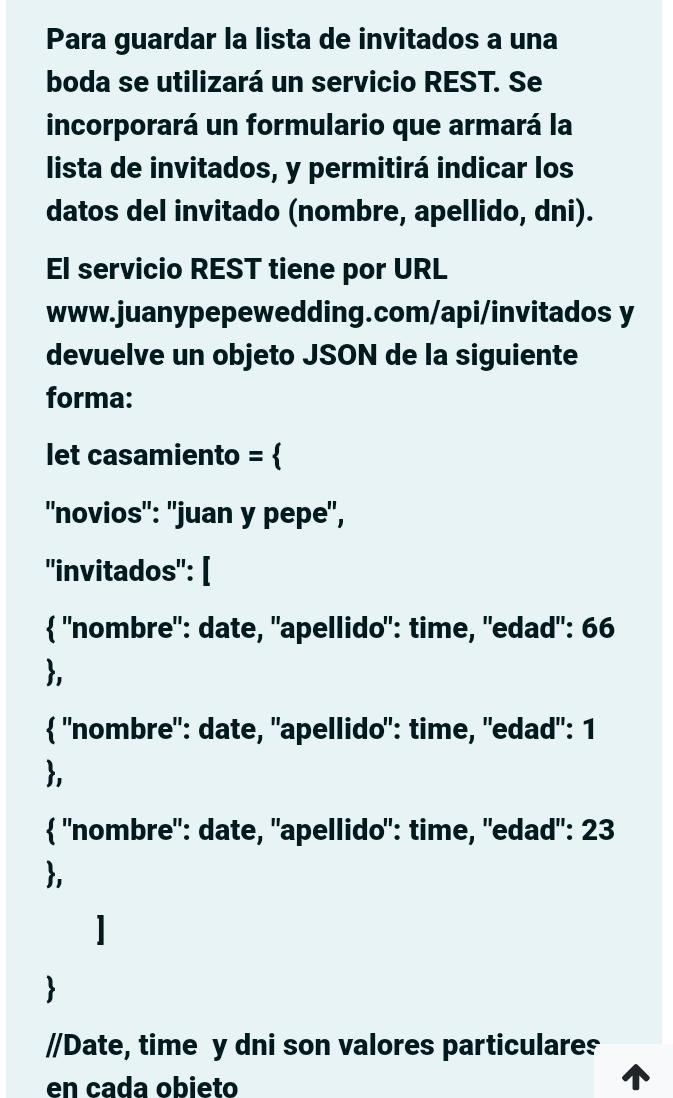 Para guardar la lista de invitados a una
boda se utilizará un servicio REST. Se
incorporará un formulario que armará la
lista de invitados, y permitirá indicar los
datos del invitado (nombre, apellido, dni).
El servicio REST tiene por URL
www.juanypepewedding.com/api/invitados y
devuelve un objeto JSON de la siguiente
forma:
let casamiento = {
"novios": "juan y pepe",
"invitados": [
{ "nombre": date, "apellido": time, "edad": 66
},
{ "nombre": date, "apellido": time, "edad": 1
},
{ "nombre": date, "apellido": time, "edad": 23
},
]
}
//Date, time  y dni son valores particulares
en cada objeto